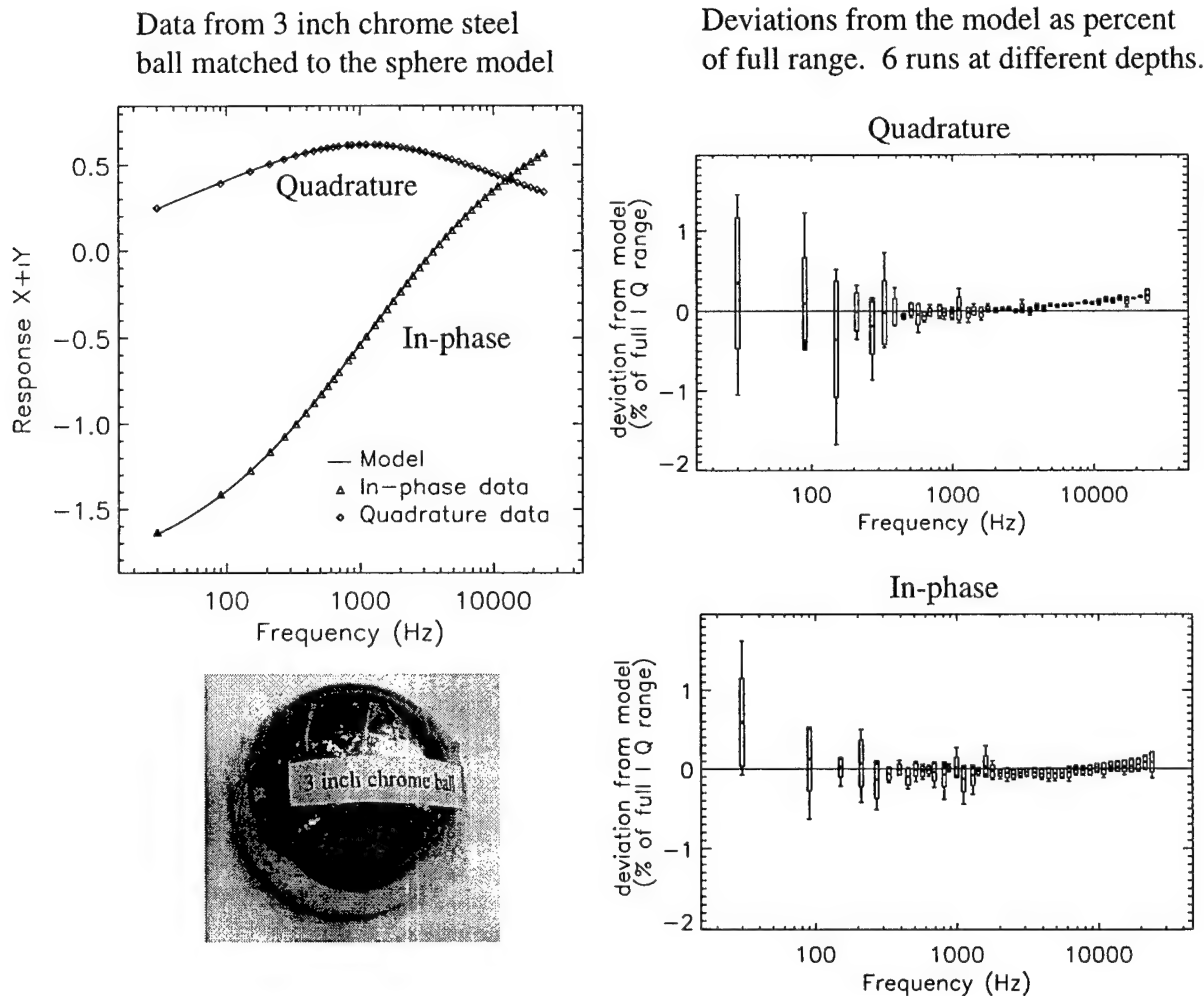 Data from 3 inch chrome steel
ball matched to the sphere model
0.5
0.0
−0.5
−1.0
−1.5
Response X+iY
Quadrature
In-phase
— Model
▵ In−phase data
⋄ Quadrature data
100
1000
10000
Frequency (Hz)
3 inch chrome ball
Deviations from the model as percent
of full range. 6 runs at different depths.
Quadrature
1
0
−1
−2
deviation from model
(% of full I Q range)
100
1000
10000
Frequency (Hz)
In-phase
1
0
−1
−2
deviation from model
(% of full I Q range)
100
1000
10000
Frequency (Hz)